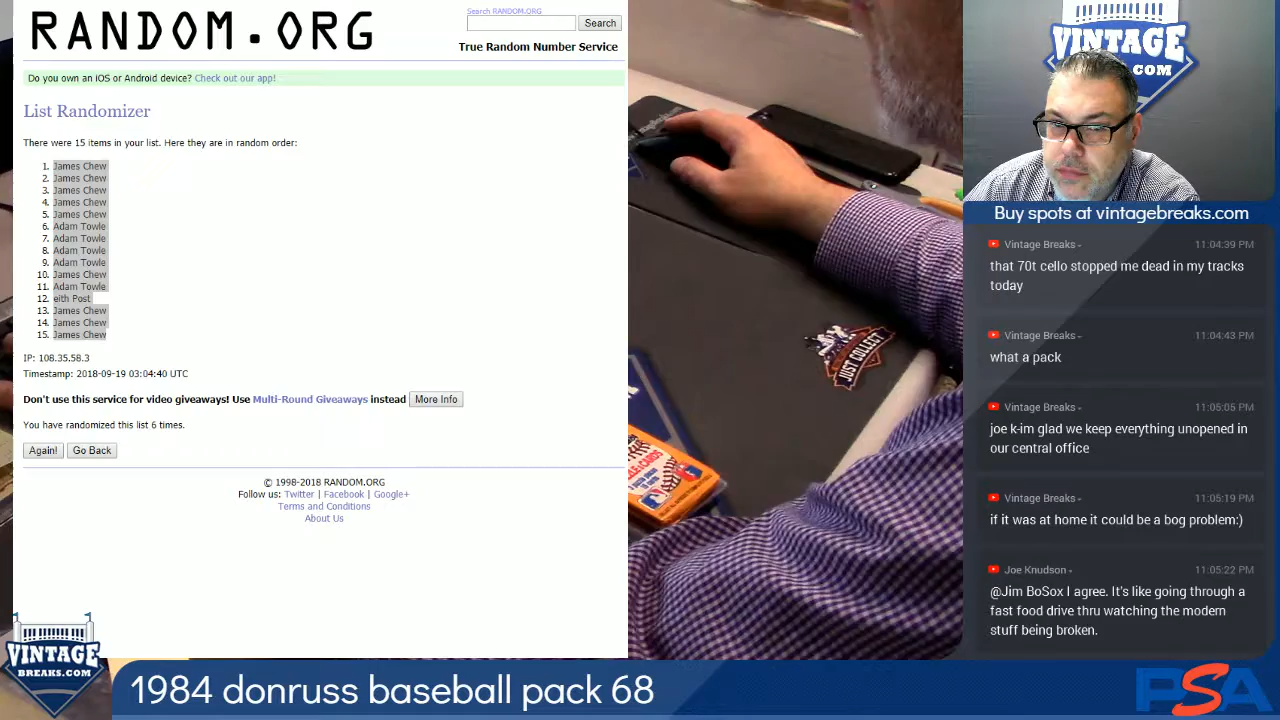 RANDOM.ORG
Search RANDOM.ORG
Search
True Random Number Service
Do you own an iOS or Android device? Check out our app!
List Randomizer
There were 15 items in your list. Here they are in random order:
1. James Chew
2. James Chew
3. James Chew
4. James Chew
5. James Chew
6. Adam Towle
7. Adam Towle
8. Adam Towle
9. Adam Towle
10. James Chew
11. Adam Towle
12. eith Post
13. James Chew
14. James Chew
15. James Chew
IP: 108.35.58.3
Timestamp: 2018-09-19 03:04:40 UTC
Don't use this service for video giveaways! Use Multi-Round Giveaways instead More Info
You have randomized this list 6 times.
Again! Go Back
© 1998-2018 RANDOM.ORG
Follow us: Twitter | Facebook | Google+
Terms and Conditions
About Us
JUST COLLECT
VINTAGE
COM
Buy spots at vintagebreaks.com
Vintage Breaks 11:04:39 PM
that 70t cello stopped me dead in my tracks
today
Vintage Breaks 11:04:43 PM
what a pack
Vintage Breaks 11:05:05 PM
joe k-im glad we keep everything unopened in
our central office
Vintage Breaks 11:05:19 PM
if it was at home it could be a bog problem:)
Joe Knudson 11:05:22 PM
@Jim BoSox I agree. It's like going through a
fast food drive thru watching the modern
stuff being broken.
VINTAGE
BREAKS.COM
1984 donruss baseball pack 68
PSA